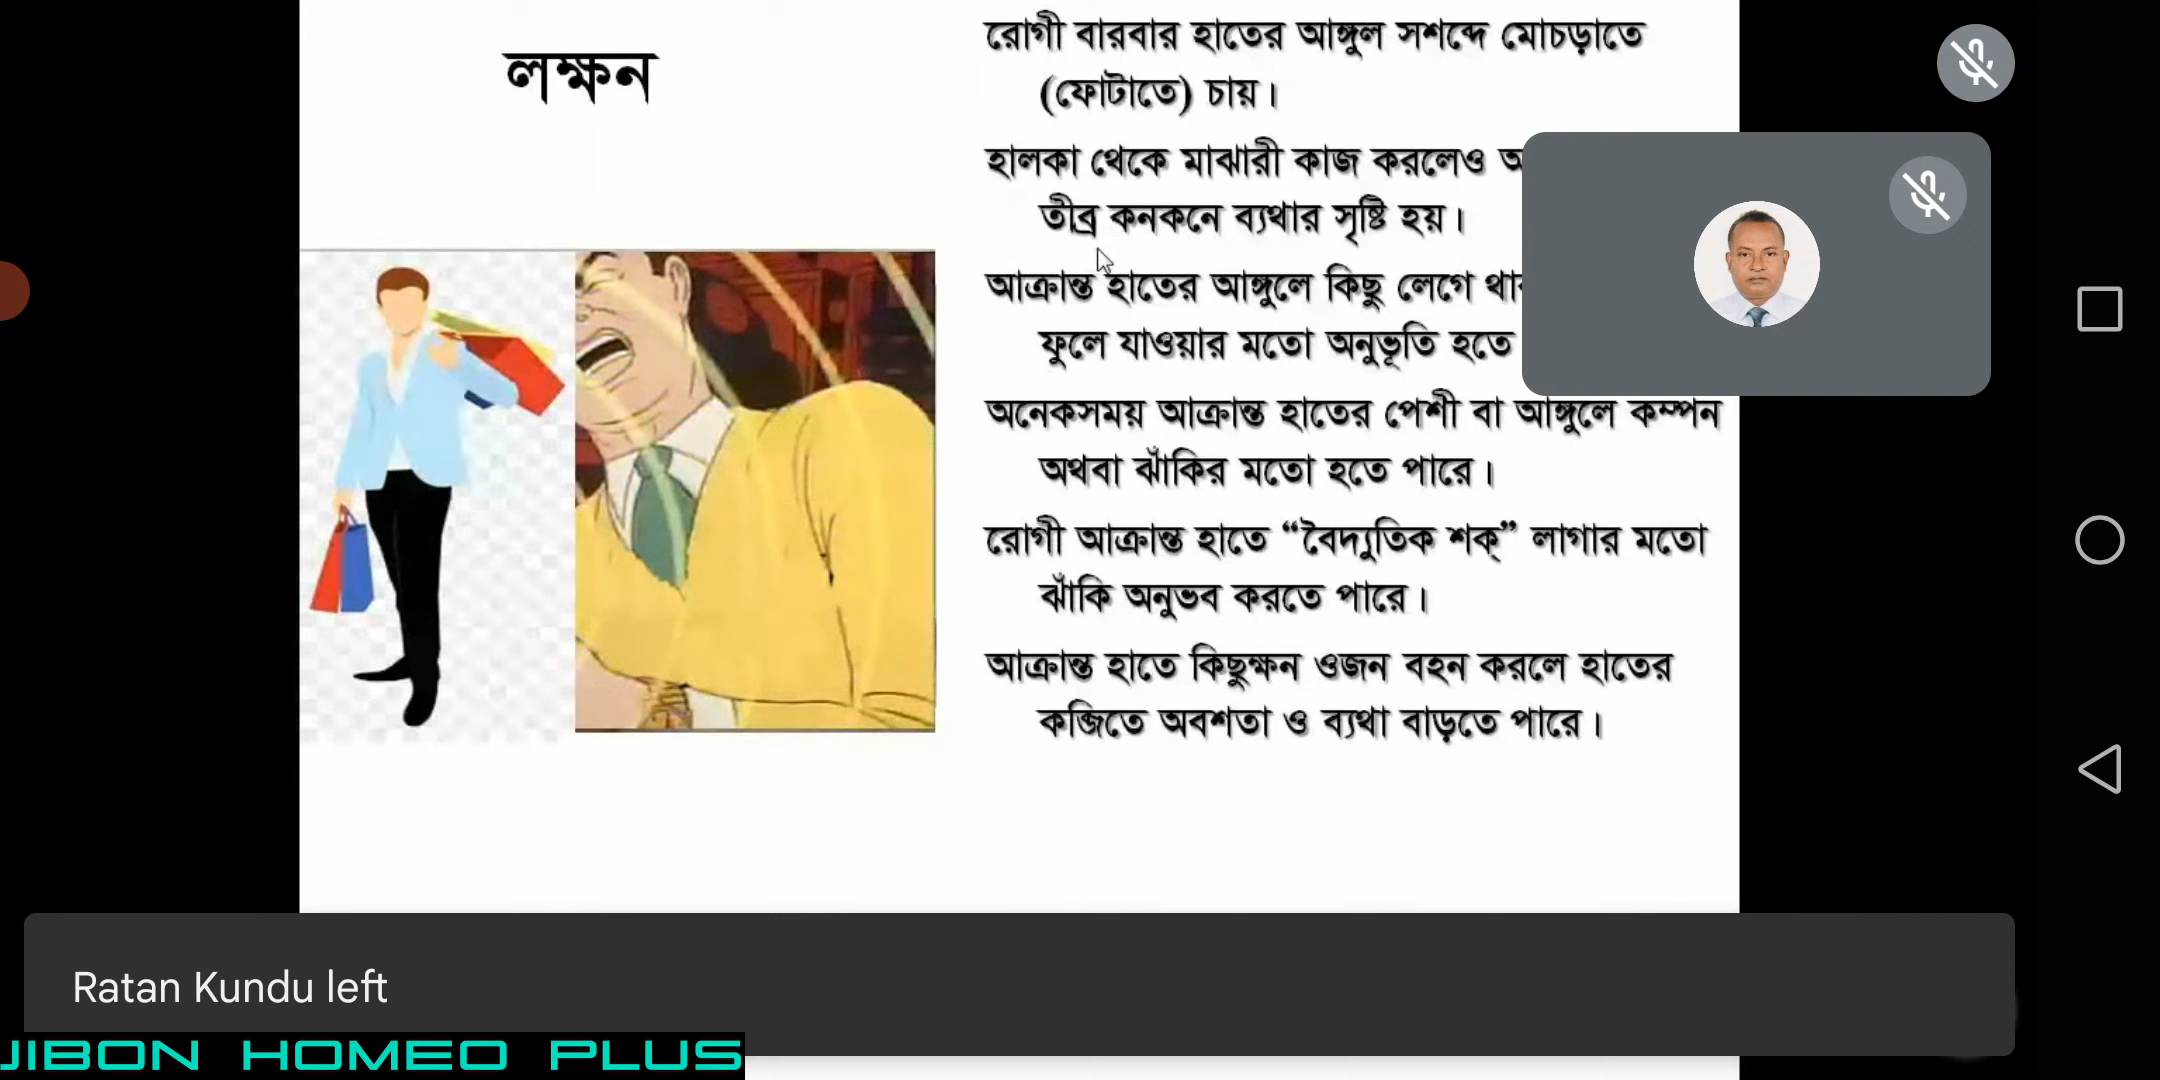 লক্ষন
রোগী বারবার হাতের আঙ্গুল সশব্দে মোচড়াতে
(ফোটাতে) চায়।
হালকা থেকে মাঝারী কাজ করলেও
তীব্র কনকনে ব্যথার সৃষ্টি হয়।
আক্রান্ত হাতের আঙ্গুলে কিছু লেগে
ফুলে যাওয়ার মতো অনুভূতি হতে
অনেকসময় আক্রান্ত হাতের পেশী বা আঙ্গুলে কম্পন
অথবা ঝাঁকির মতো হতে পারে।
রোগী আক্রান্ত হাতে “বৈদ্যুতিক শক্” লাগার মতো
ঝাঁকি অনুভব করতে পারে।
আক্রান্ত হাতে কিছুক্ষন ওজন বহন করলে হাতের
কব্জিতে অবশতা ও ব্যথা বাড়তে পারে।
Ratan Kundu left
JIBON HOMEO PLUS